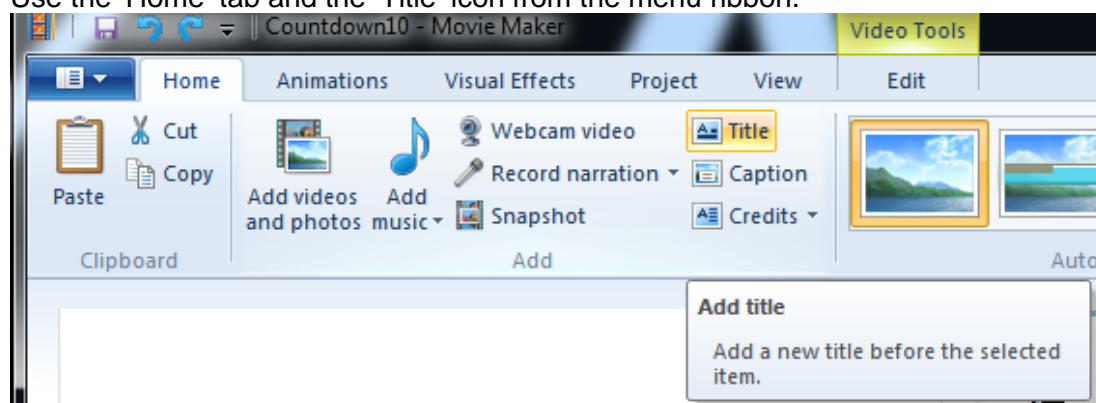 Use the 'Home' tab and the 'Title' icon from the menu ribbon.
Countdown10 - Movie Maker
Video Tools
Home Animations Visual Effects Project View Edit
Cut
Copy
Paste
Clipboard
Add videos
and photos
Add
music
Webcam video
Record narration
Snapshot
Title
Caption
Credits
Add
Auto
Add title
Add a new title before the selected
item.